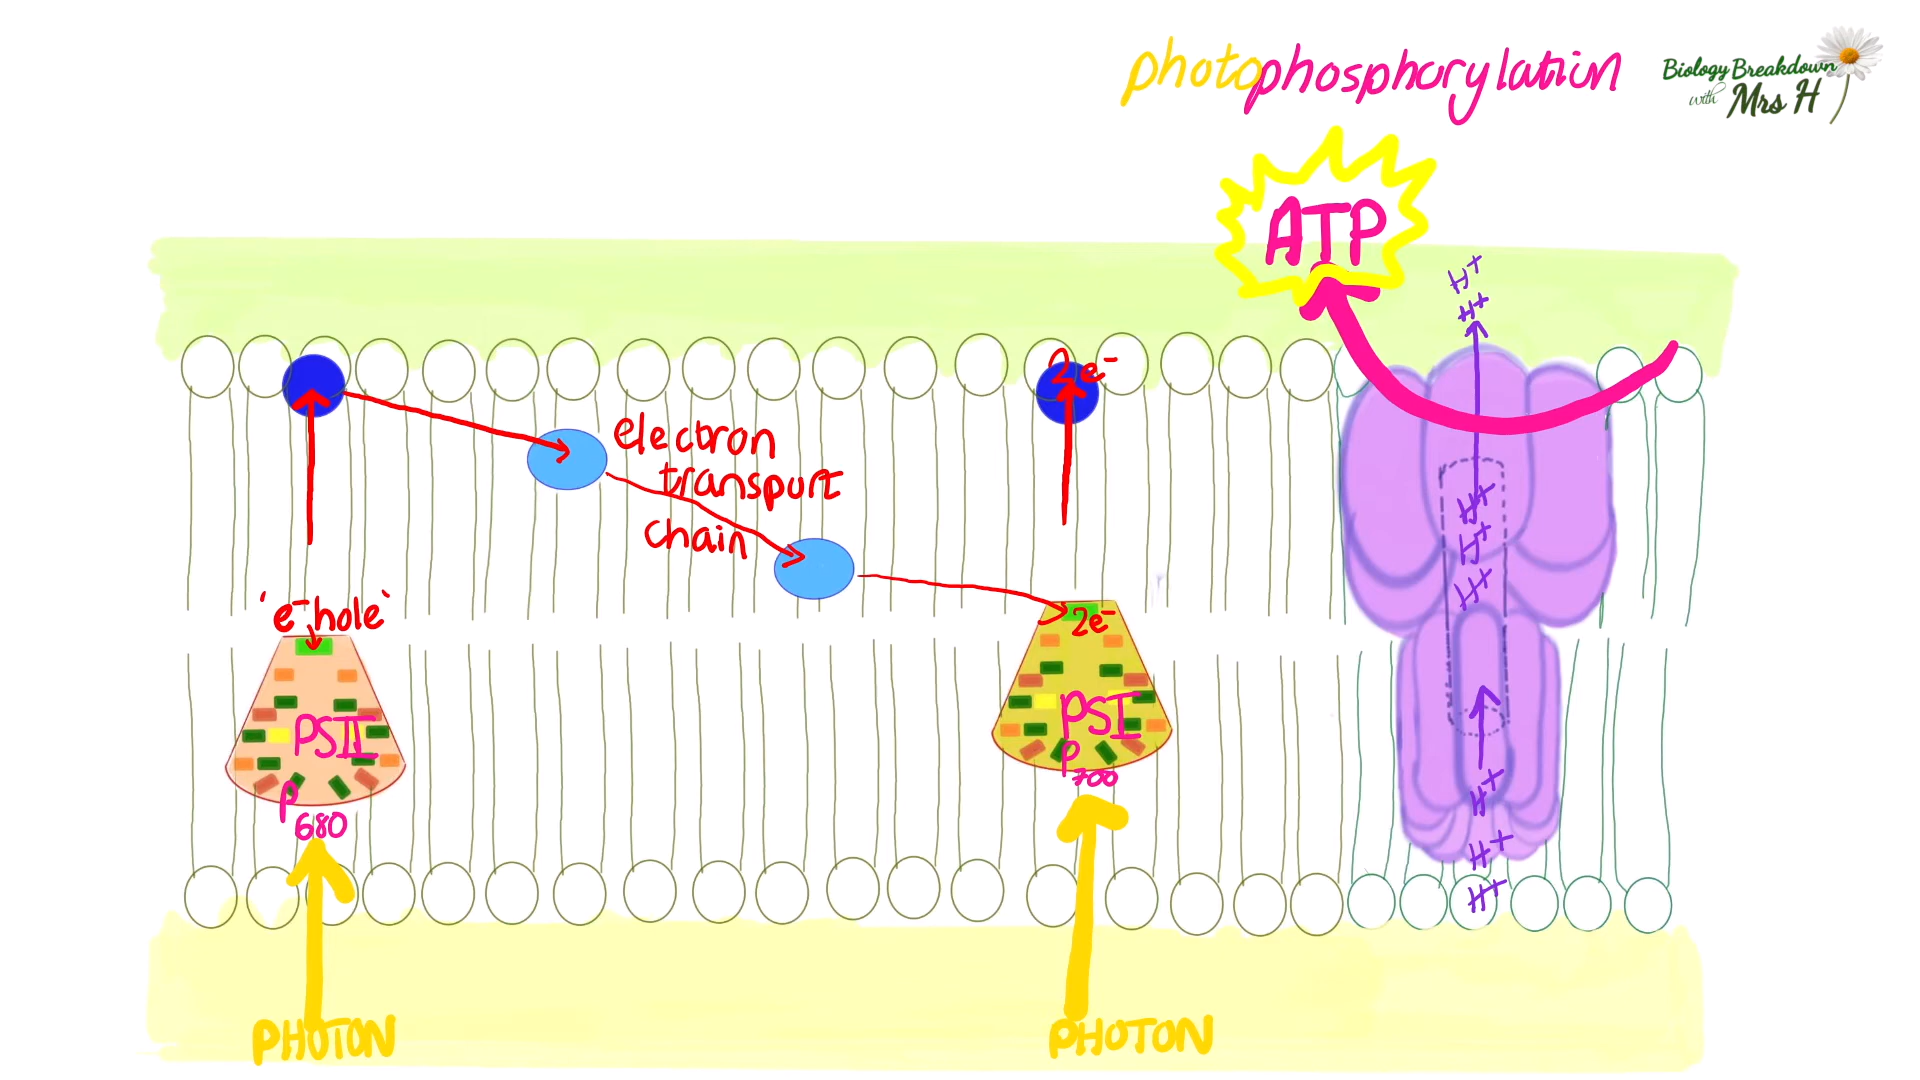 photophosphorylation
Biology Breakdown
with Mrs H
ATP
H+
H+
2e-
electron
transport
chain
H+
H+
H+
'e- hole'
2e-
PSII
PSI
P700
P680
H+
H+
H+
PHOTON
PHOTON